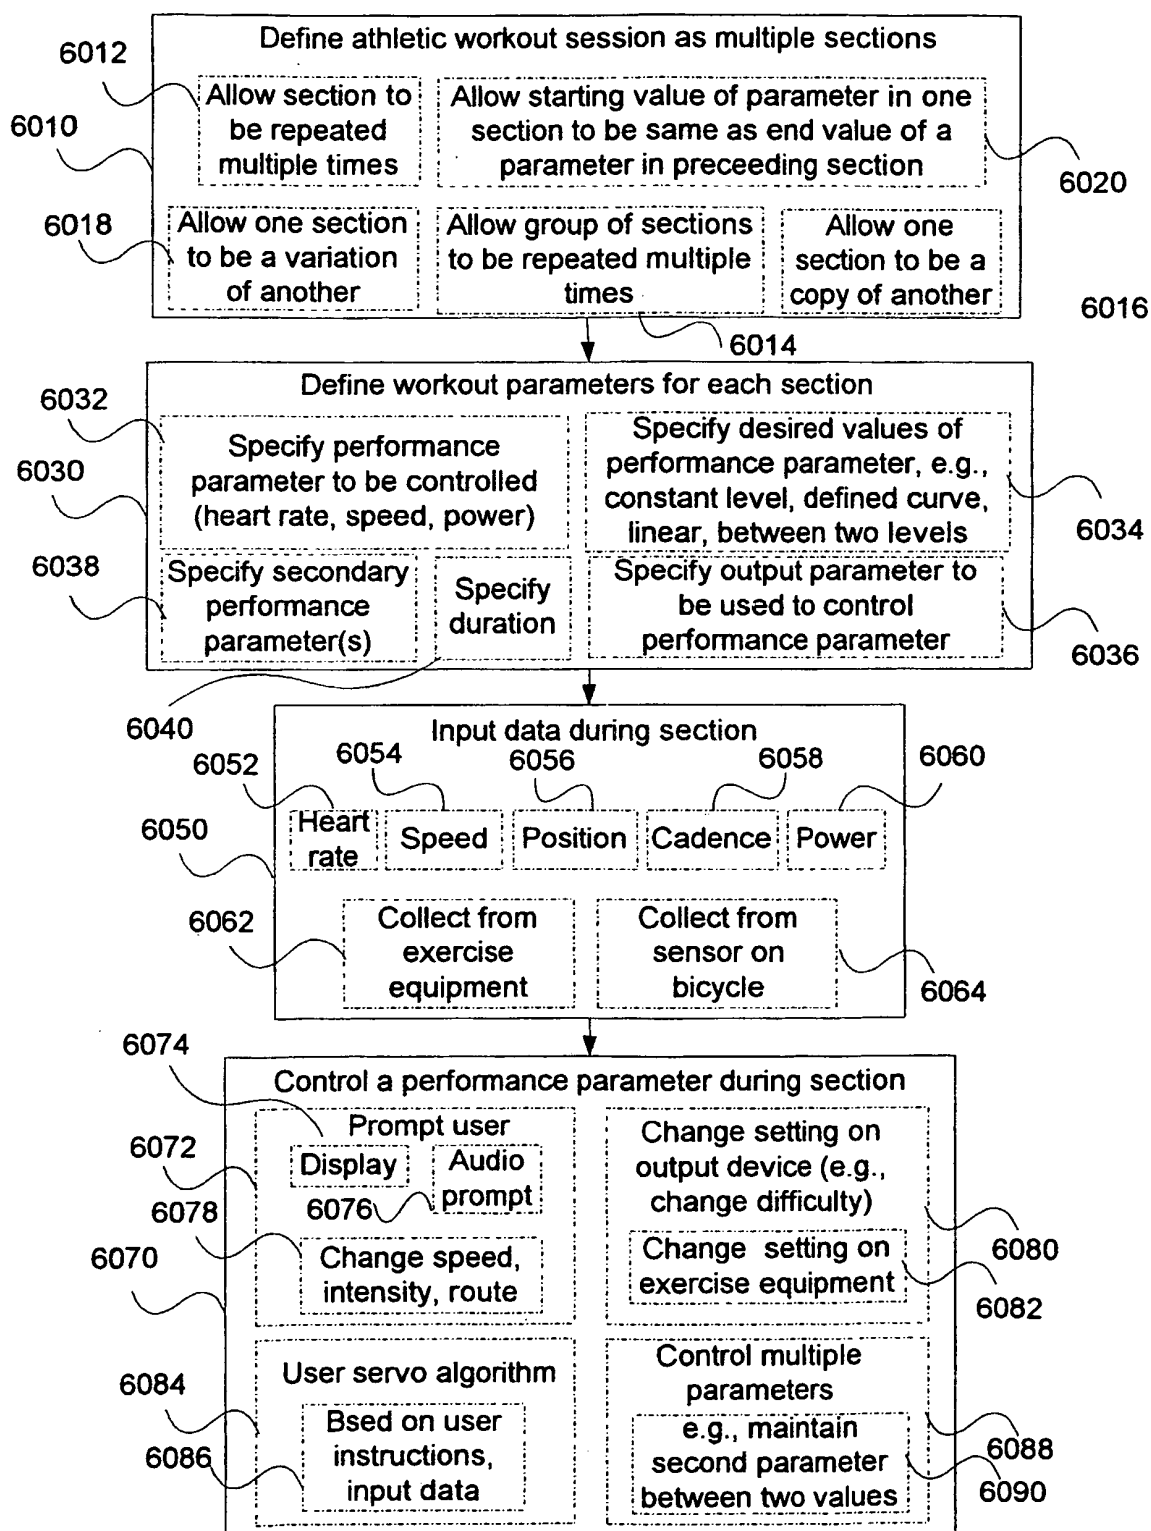 Define athletic workout session as multiple sections
6012
Allow section to
be repeated
multiple times
Allow starting value of parameter in one
section to be same as end value of a
parameter in preceeding section
6010
6020
6018
Allow one section
to be a variation
of another
Allow group of sections
to be repeated multiple
times
Allow one
section to be a
copy of another
6016
6014
Define workout parameters for each section
6032
Specify performance
parameter to be controlled
(heart rate, speed, power)
Specify desired values of
performance parameter, e.g.,
constant level, defined curve,
linear, between two levels
6030
6034
6038
Specify secondary
performance
parameter(s)
Specify
duration
Specify output parameter to
be used to control
performance parameter
6036
6040
Input data during section
6052
6054
6056
6058
6060
6050
Heart
rate
Speed
Position
Cadence
Power
6062
Collect from
exercise
equipment
Collect from
sensor on
bicycle
6064
6074
Control a performance parameter during section
Prompt user
6072
Display
Audio
prompt
6076
6078
Change speed,
intensity, route
6070
Change setting on
output device (e.g.,
change difficulty)
6080
Change setting on
exercise equipment
6082
User servo algorithm
6084
Bsed on user
instructions,
input data
6086
Control multiple
parameters
6088
e.g., maintain
second parameter
between two values
6090